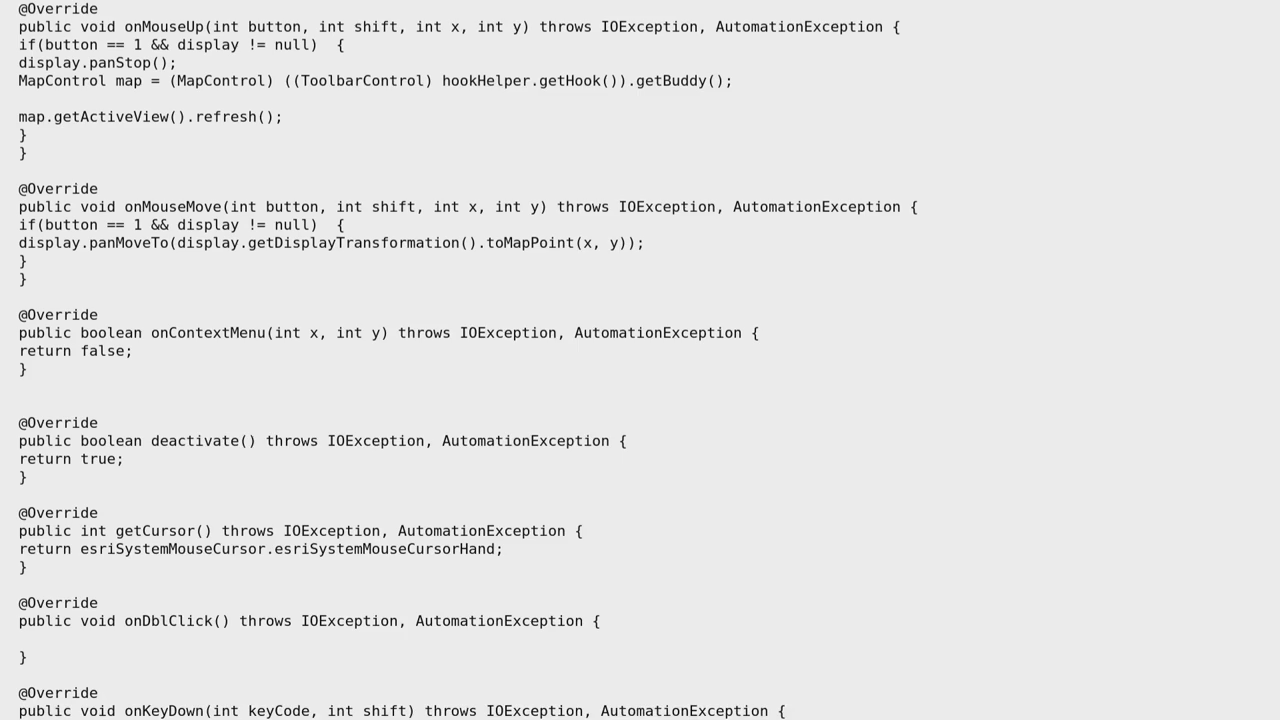 @Override
public void onMouseUp(int button, int shift, int x, int y) throws IOException, AutomationException {
if(button == 1 && display != null)  {
display.panStop();
MapControl map = (MapControl) ((ToolbarControl) hookHelper.getHook()).getBuddy();

map.getActiveView().refresh();
}
}

@Override
public void onMouseMove(int button, int shift, int x, int y) throws IOException, AutomationException {
if(button == 1 && display != null)  {
display.panMoveTo(display.getDisplayTransformation().toMapPoint(x, y));
}
}

@Override
public boolean onContextMenu(int x, int y) throws IOException, AutomationException {
return false;
}


@Override
public boolean deactivate() throws IOException, AutomationException {
return true;
}

@Override
public int getCursor() throws IOException, AutomationException {
return esriSystemMouseCursor.esriSystemMouseCursorHand;
}

@Override
public void onDblClick() throws IOException, AutomationException {

}

@Override
public void onKeyDown(int keyCode, int shift) throws IOException, AutomationException {